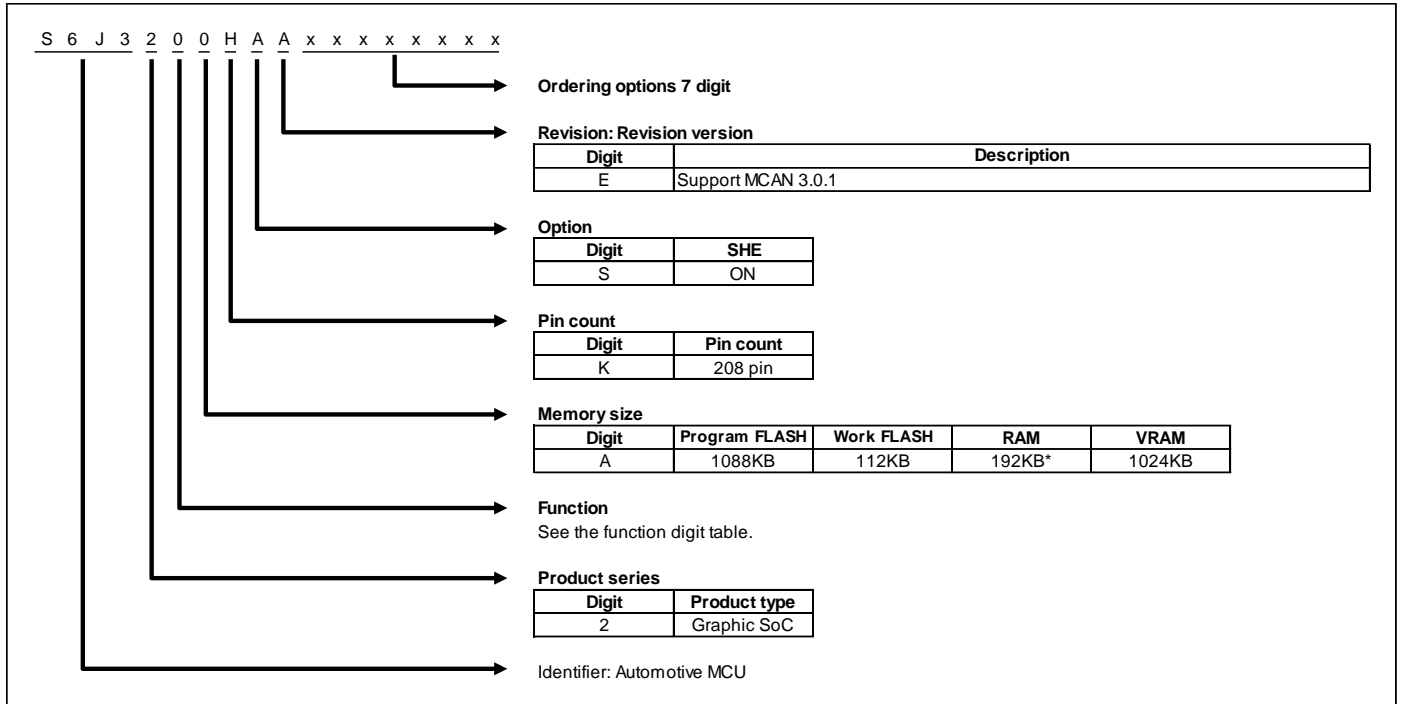 S 6 J 3 2 0 0 H A A x x x x x x x x
Ordering options 7 digit
Revision: Revision version
Digit Description
E Support MCAN 3.0.1
Option
Digit SHE
S ON
Pin count
Digit Pin count
K 208 pin
Memory size
Digit Program FLASH Work FLASH RAM VRAM
A 1088KB 112KB 192KB* 1024KB
Function
See the function digit table.
Product series
Digit Product type
2 Graphic SoC
Identifier: Automotive MCU